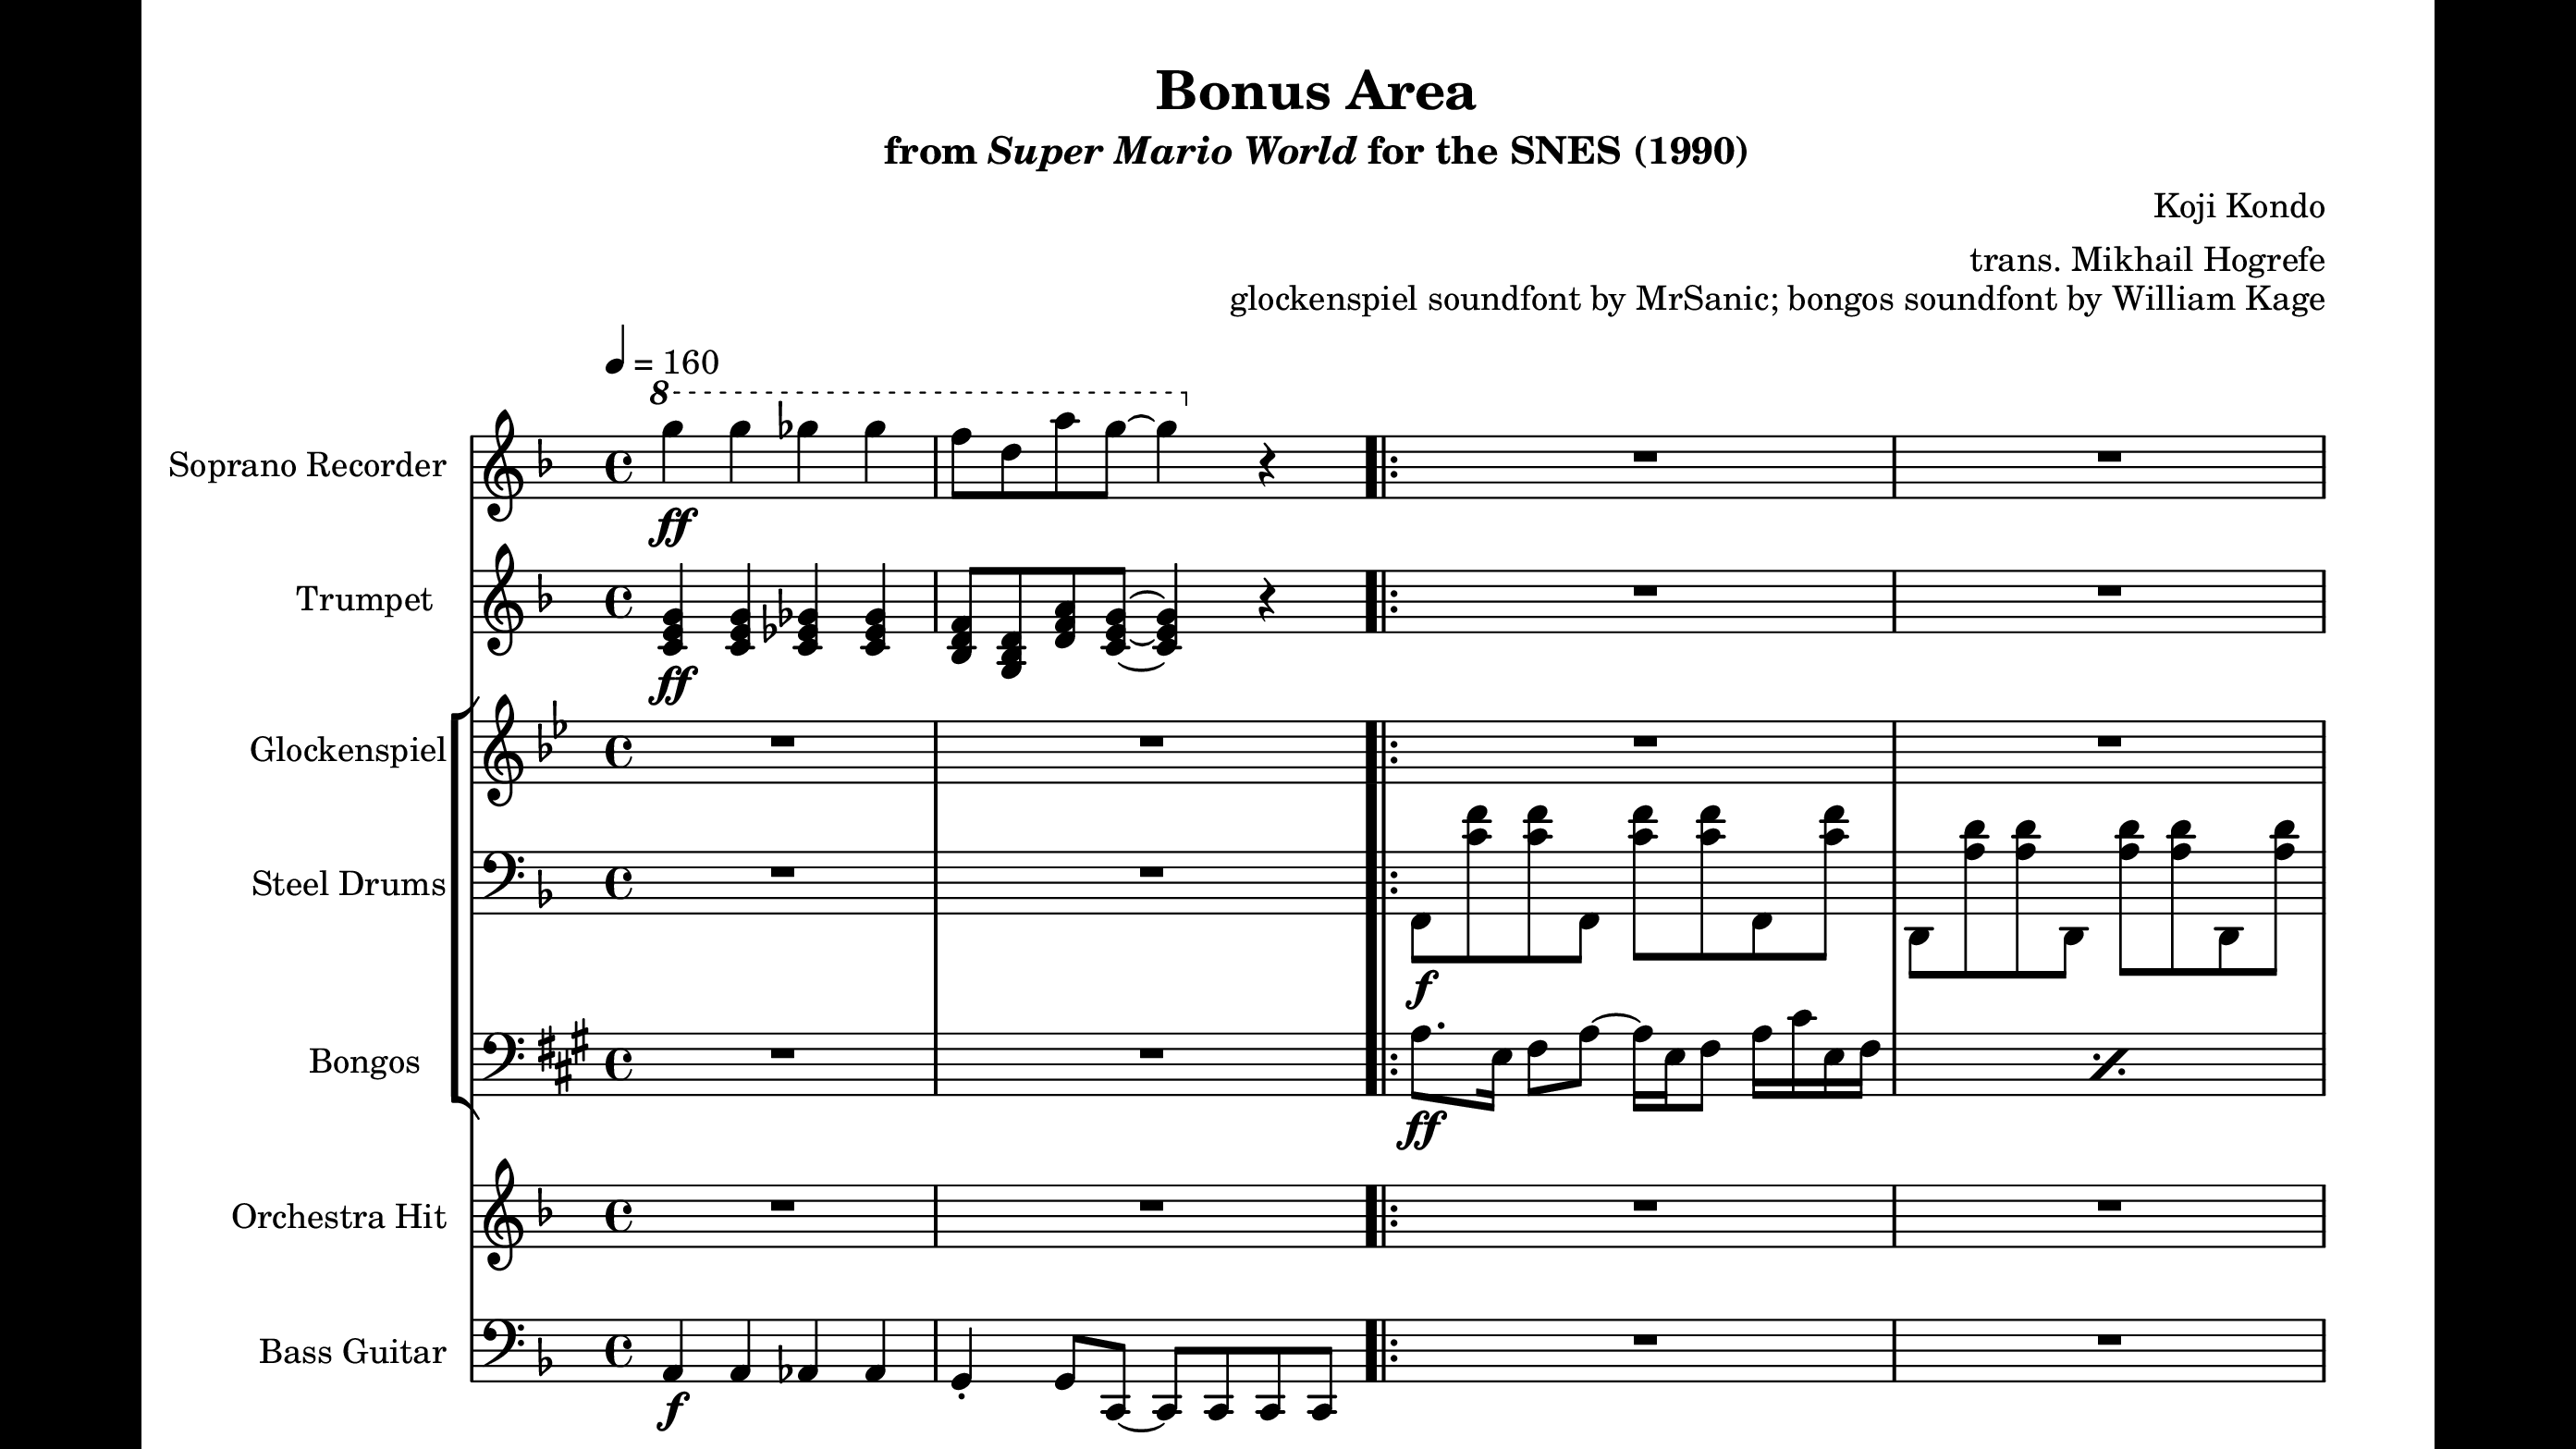 Bonus Area
from Super Mario World for the SNES (1990)
Koji Kondo
trans. Mikhail Hogrefe
glockenspiel soundfont by MrSanic; bongos soundfont by William Kage
= 160
8
Soprano Recorder
ff
Trumpet
ff
Glockenspiel
Steel Drums
f
Bongos
ff
Orchestra Hit
Bass Guitar
f